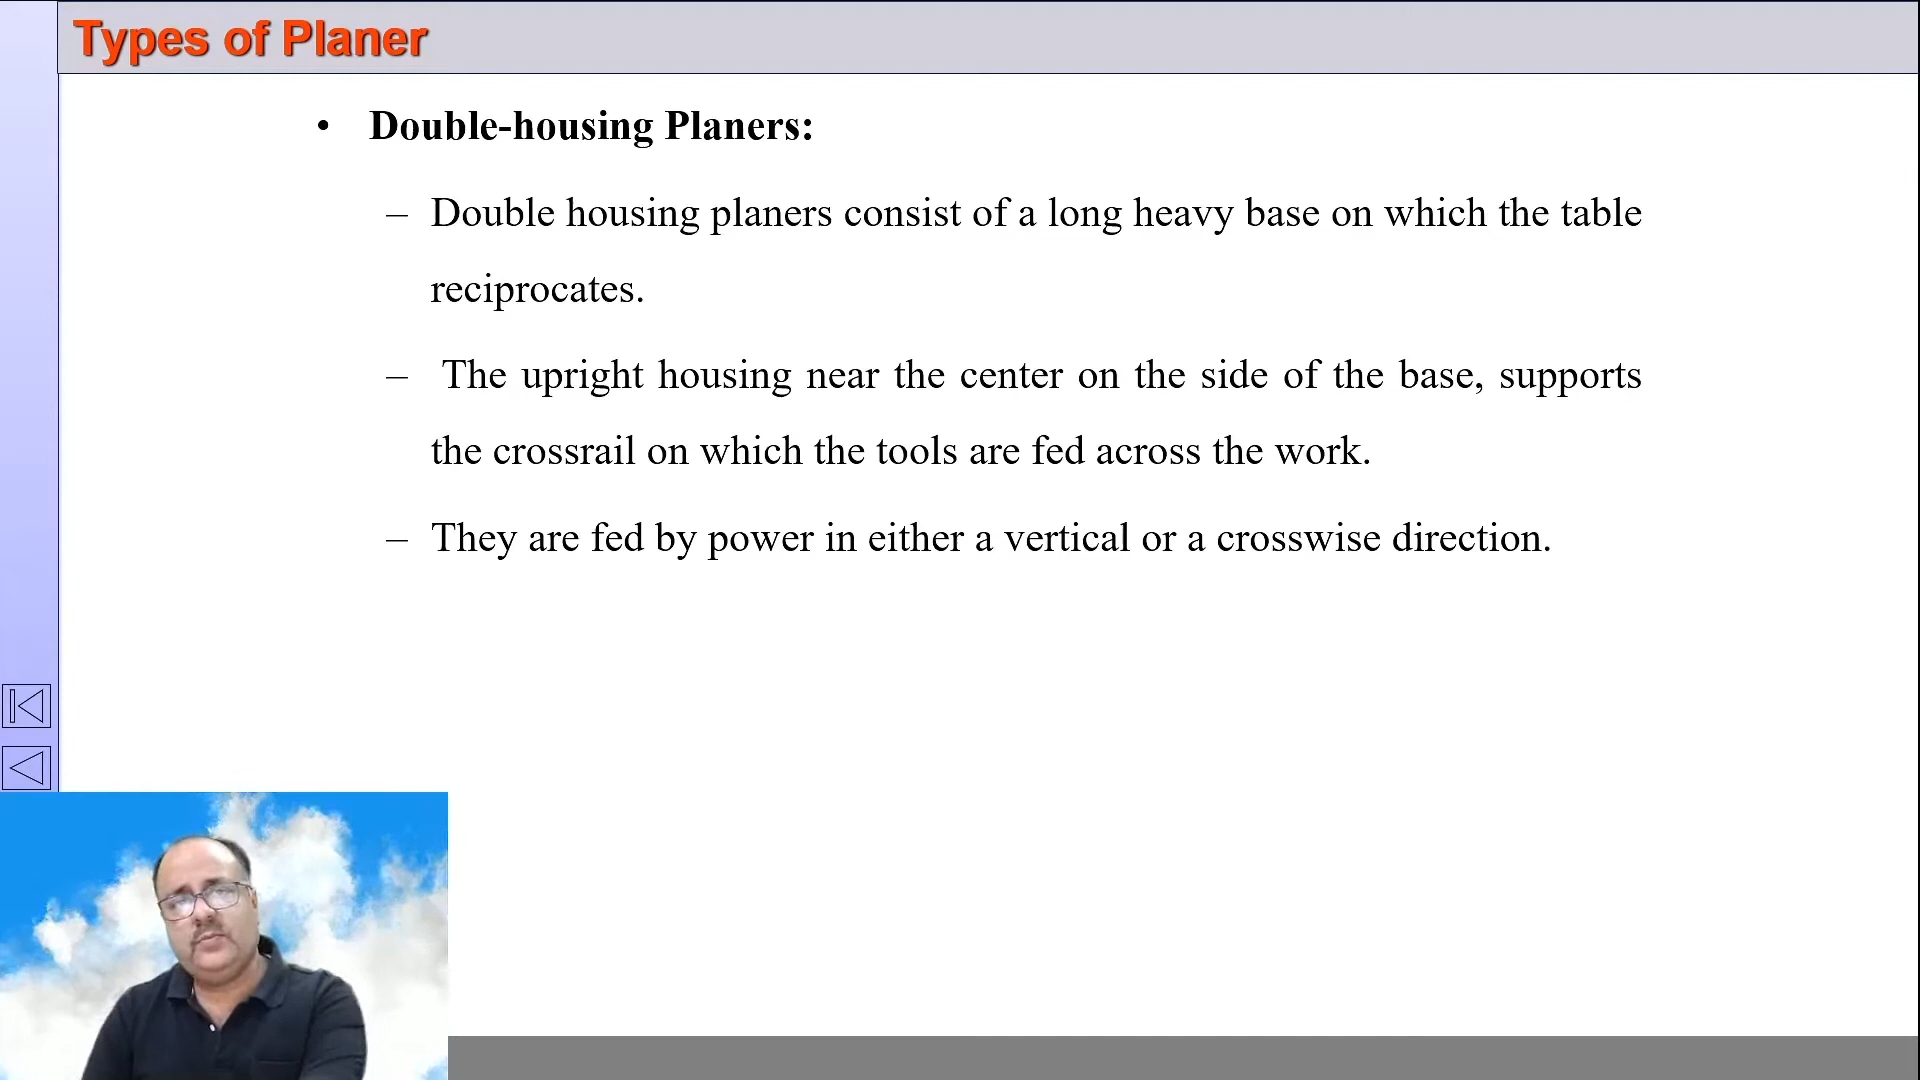 Types of Planer
• Double-housing Planers:
– Double housing planers consist of a long heavy base on which the table
reciprocates.
– The upright housing near the center on the side of the base, supports
the crossrail on which the tools are fed across the work.
– They are fed by power in either a vertical or a crosswise direction.